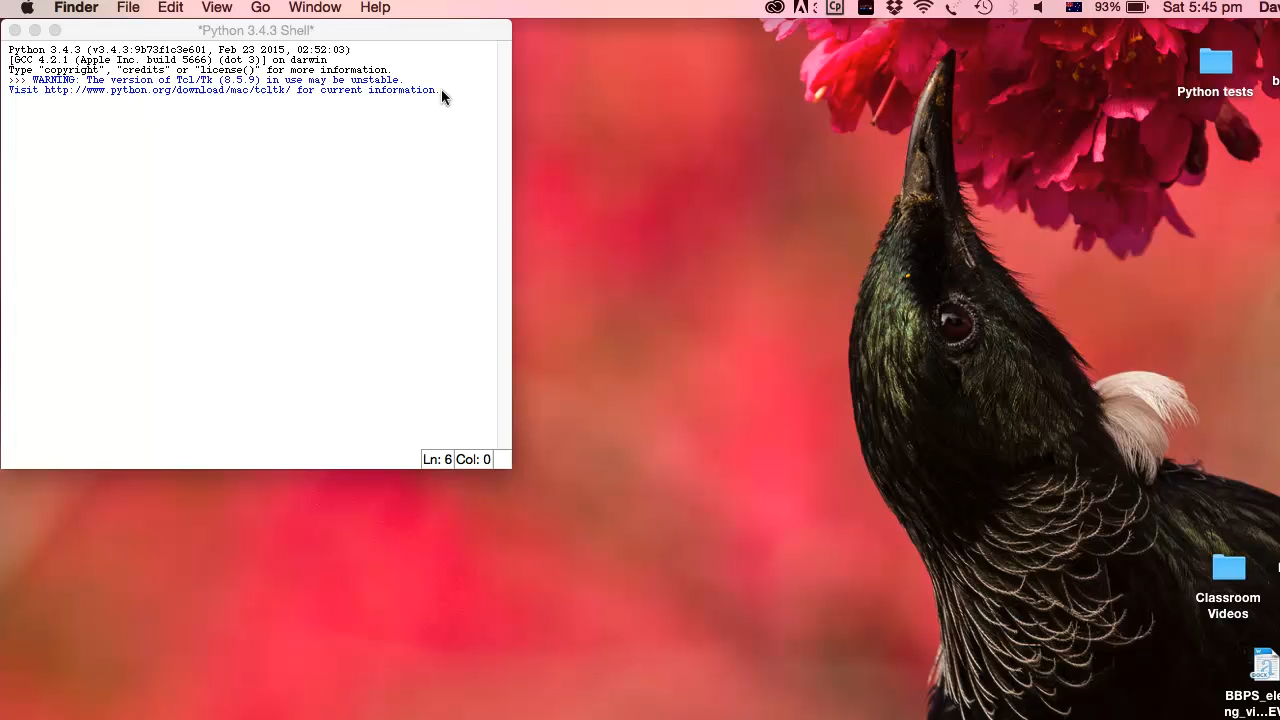 Finder File Edit View Go Window Help
93% Sat 5:45 pm Dav
*Python 3.4.3 Shell*
Python 3.4.3 (v3.4.3:9b73f1c3e601, Feb 23 2015, 02:52:03)
[GCC 4.2.1 (Apple Inc. build 5666) (dot 3)] on darwin
Type "copyright", "credits" or "license()" for more information.
>>> WARNING: The version of Tcl/Tk (8.5.9) in use may be unstable.
Visit http://www.python.org/download/mac/tcltk/ for current information.
Ln: 6 Col: 0
Python tests
Classroom
Videos
DOCX
BBPS_ele
ng_vi...EV